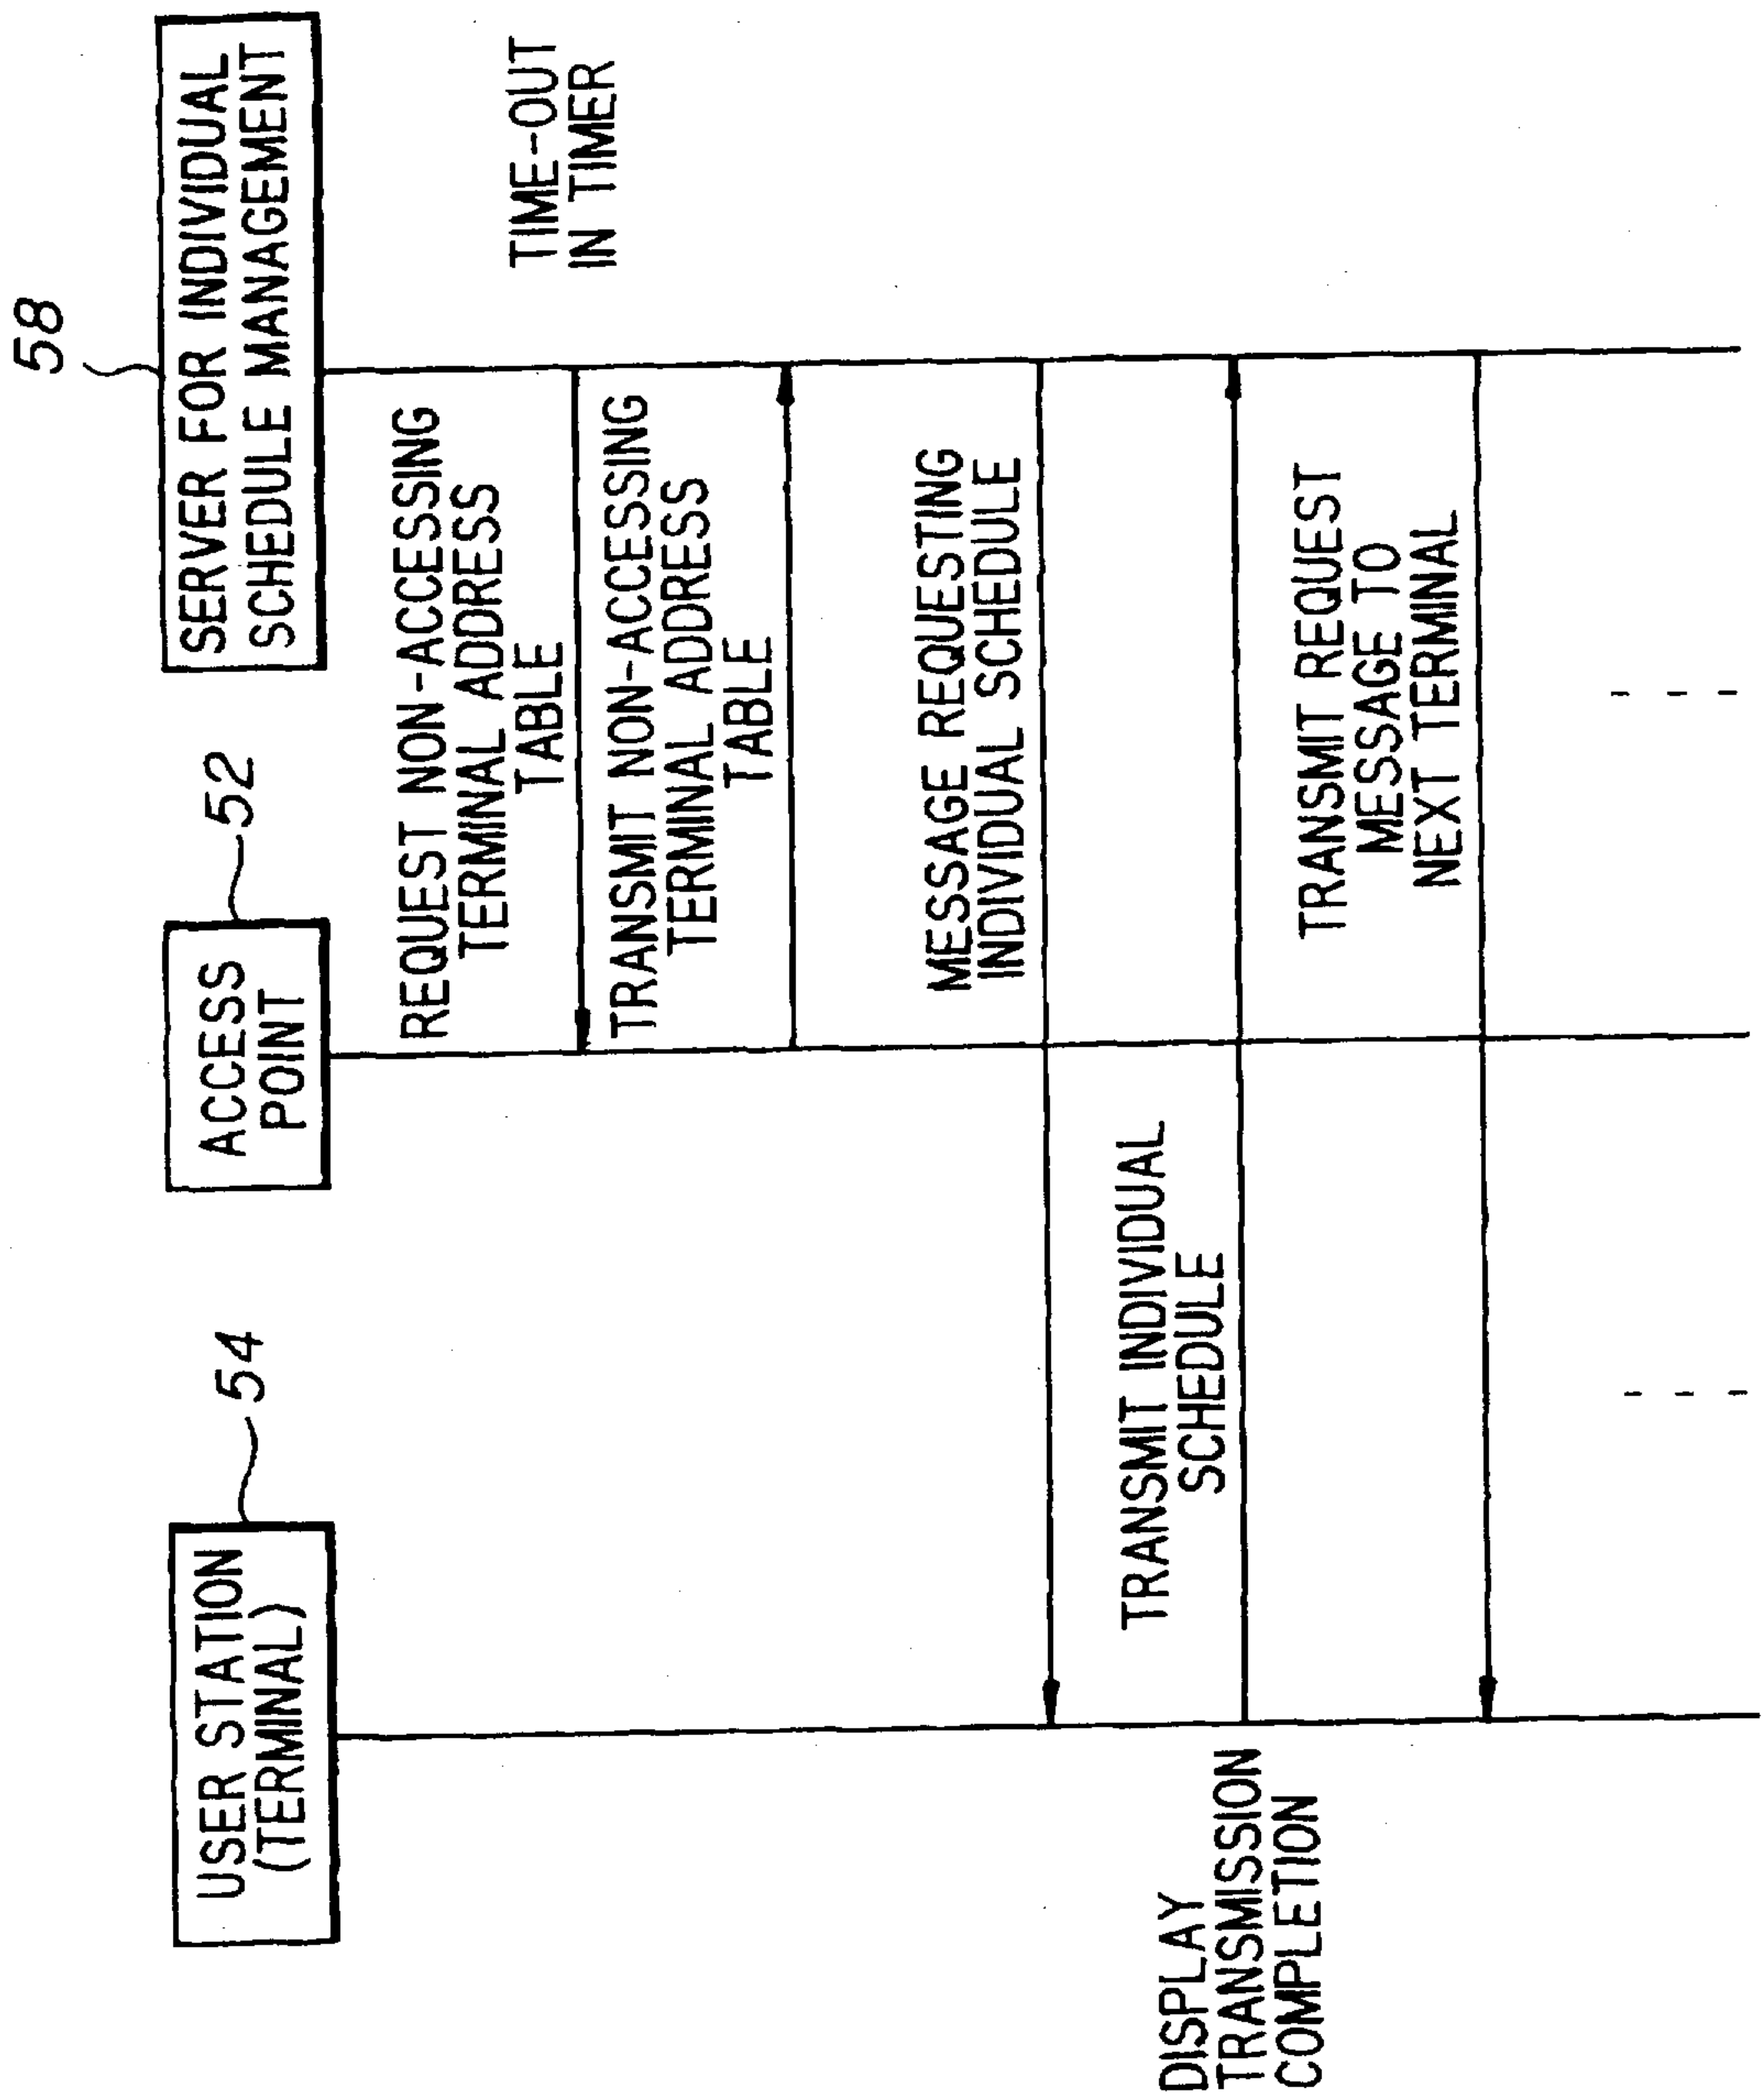 54
USER STATION
(TERMINAL)
52
ACCESS
POINT
58
SERVER FOR INDIVIDUAL
SCHEDULE MANAGEMENT
REQUEST NON-ACCESSING
TERMINAL ADDRESS
TABLE
TIME-OUT
IN TIMER
TRANSMIT NON-ACCESSING
TERMINAL ADDRESS
TABLE
MESSAGE REQUESTING
INDIVIDUAL SCHEDULE
TRANSMIT INDIVIDUAL
SCHEDULE
DISPLAY
TRANSMISSION
COMPLETION
TRANSMIT REQUEST
MESSAGE TO
NEXT TERMINAL